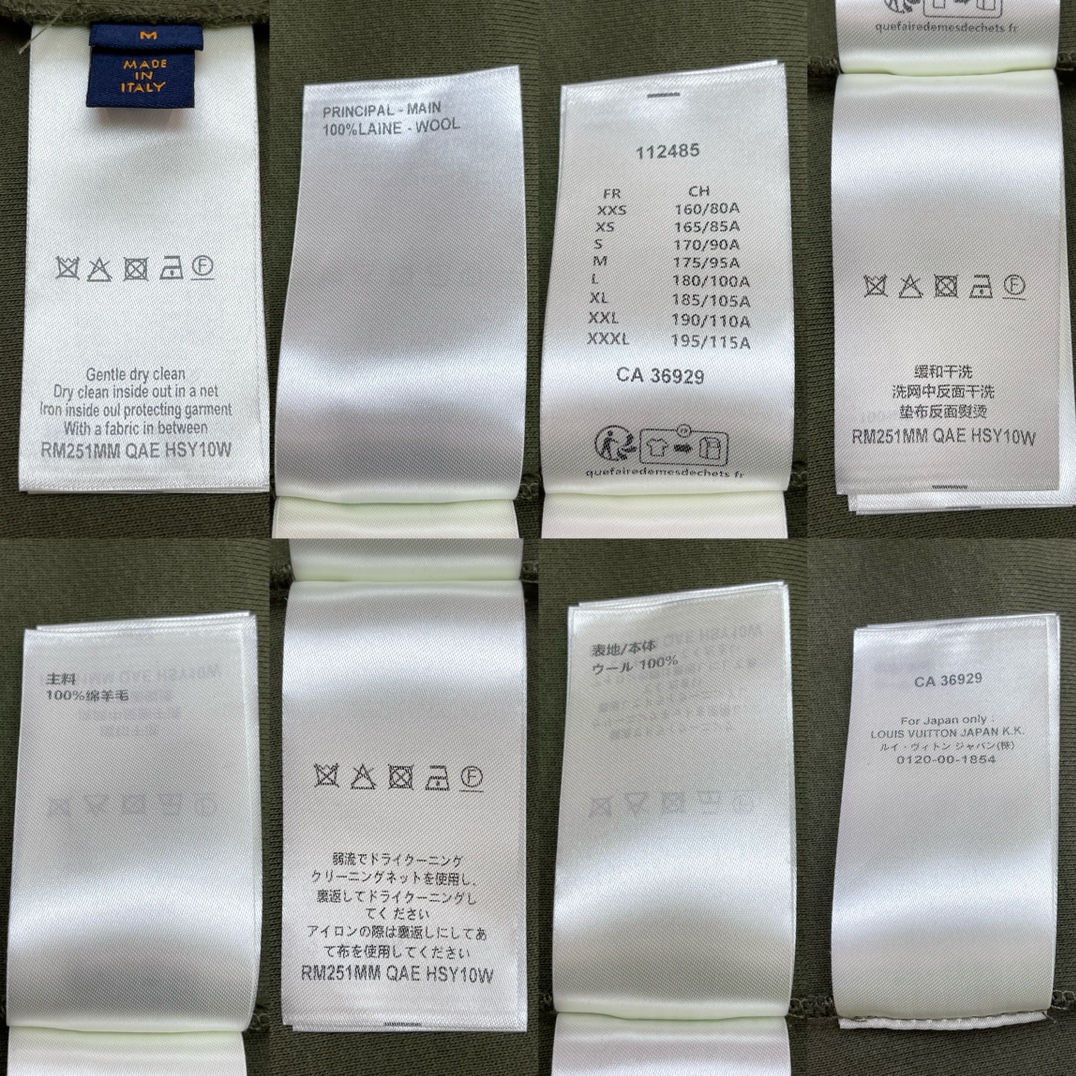 M
MADE
IN
ITALY
Gentle dry clean
Dry clean inside out in a net
Iron inside oul protecting garment
With a fabric in between
RM251MM QAE HSY10W
PRINCIPAL - MAIN
100%LAINE - WOOL
112485
FR CH
XXS 160/80A
XS 165/85A
S 170/90A
M 175/95A
L 180/100A
XL 185/105A
XXL 190/110A
XXXL 195/115A
CA 36929
FR
quefairedemesdechets.fr
quefairedemesdechets fr
F
缓和干洗
洗网中反面干洗
垫布反面熨烫
RM251MM QAE HSY10W
主料
100%绵羊毛
F
弱流でドライクーニング
クリーニングネットを使用し、
裏返してドライクーニングし
てく ださい
アイロンの際は裏返しにしてあ
て布を使用してください
RM251MM QAE HSY10W
表地/本体
ウール 100%
CA 36929
For Japan only :
LOUIS VUITTON JAPAN K.K.
ルイ・ヴィトン ジャパン(株)
0120-00-1854